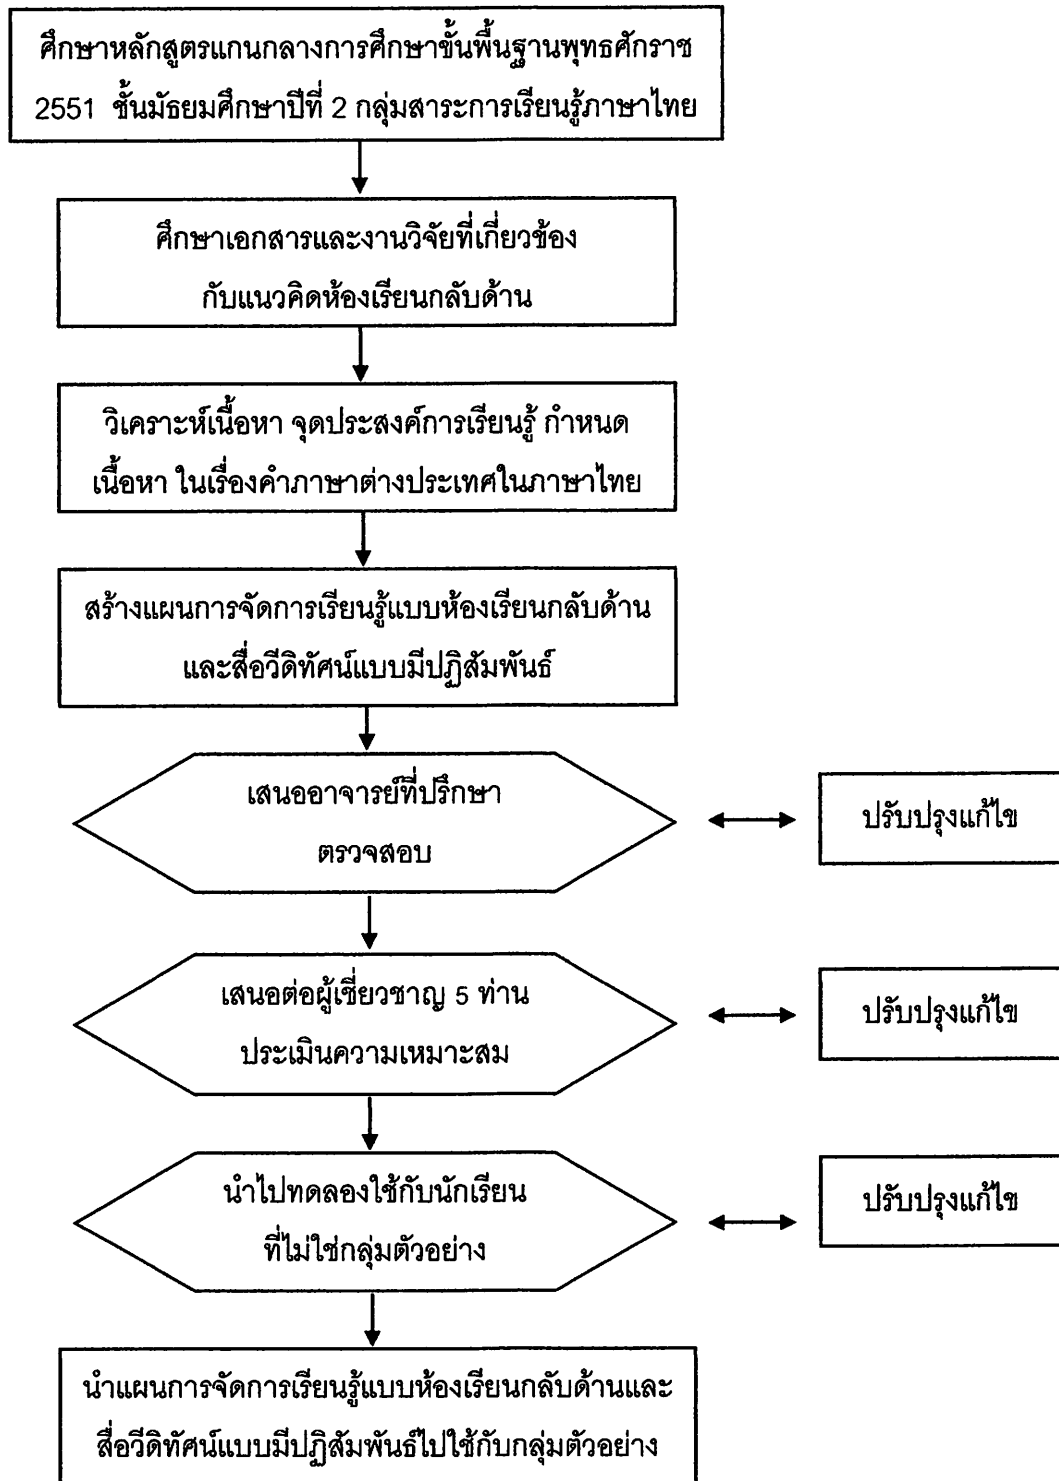 ศึกษาหลักสูตรแกนกลางการศึกษาขั้นพื้นฐานพุทธศักราช
2551 ชั้นมัธยมศึกษาปีที่ 2 กลุ่มสาระการเรียนรู้ภาษาไทย
ศึกษาเอกสารและงานวิจัยที่เกี่ยวข้อง
กับแนวคิดห้องเรียนกลับด้าน
วิเคราะห์เนื้อหา จุดประสงค์การเรียนรู้ กำหนด
เนื้อหา ในเรื่องคำภาษาต่างประเทศในภาษาไทย
สร้างแผนการจัดการเรียนรู้แบบห้องเรียนกลับด้าน
และสื่อวีดิทัศน์แบบมีปฏิสัมพันธ์
เสนออาจารย์ที่ปรึกษา
ตรวจสอบ
ปรับปรุงแก้ไข
เสนอต่อผู้เชี่ยวชาญ 5 ท่าน
ประเมินความเหมาะสม
ปรับปรุงแก้ไข
นำไปทดลองใช้กับนักเรียน
ที่ไม่ใช่กลุ่มตัวอย่าง
ปรับปรุงแก้ไข
นำแผนการจัดการเรียนรู้แบบห้องเรียนกลับด้านและ
สื่อวีดิทัศน์แบบมีปฏิสัมพันธ์ไปใช้กับกลุ่มตัวอย่าง